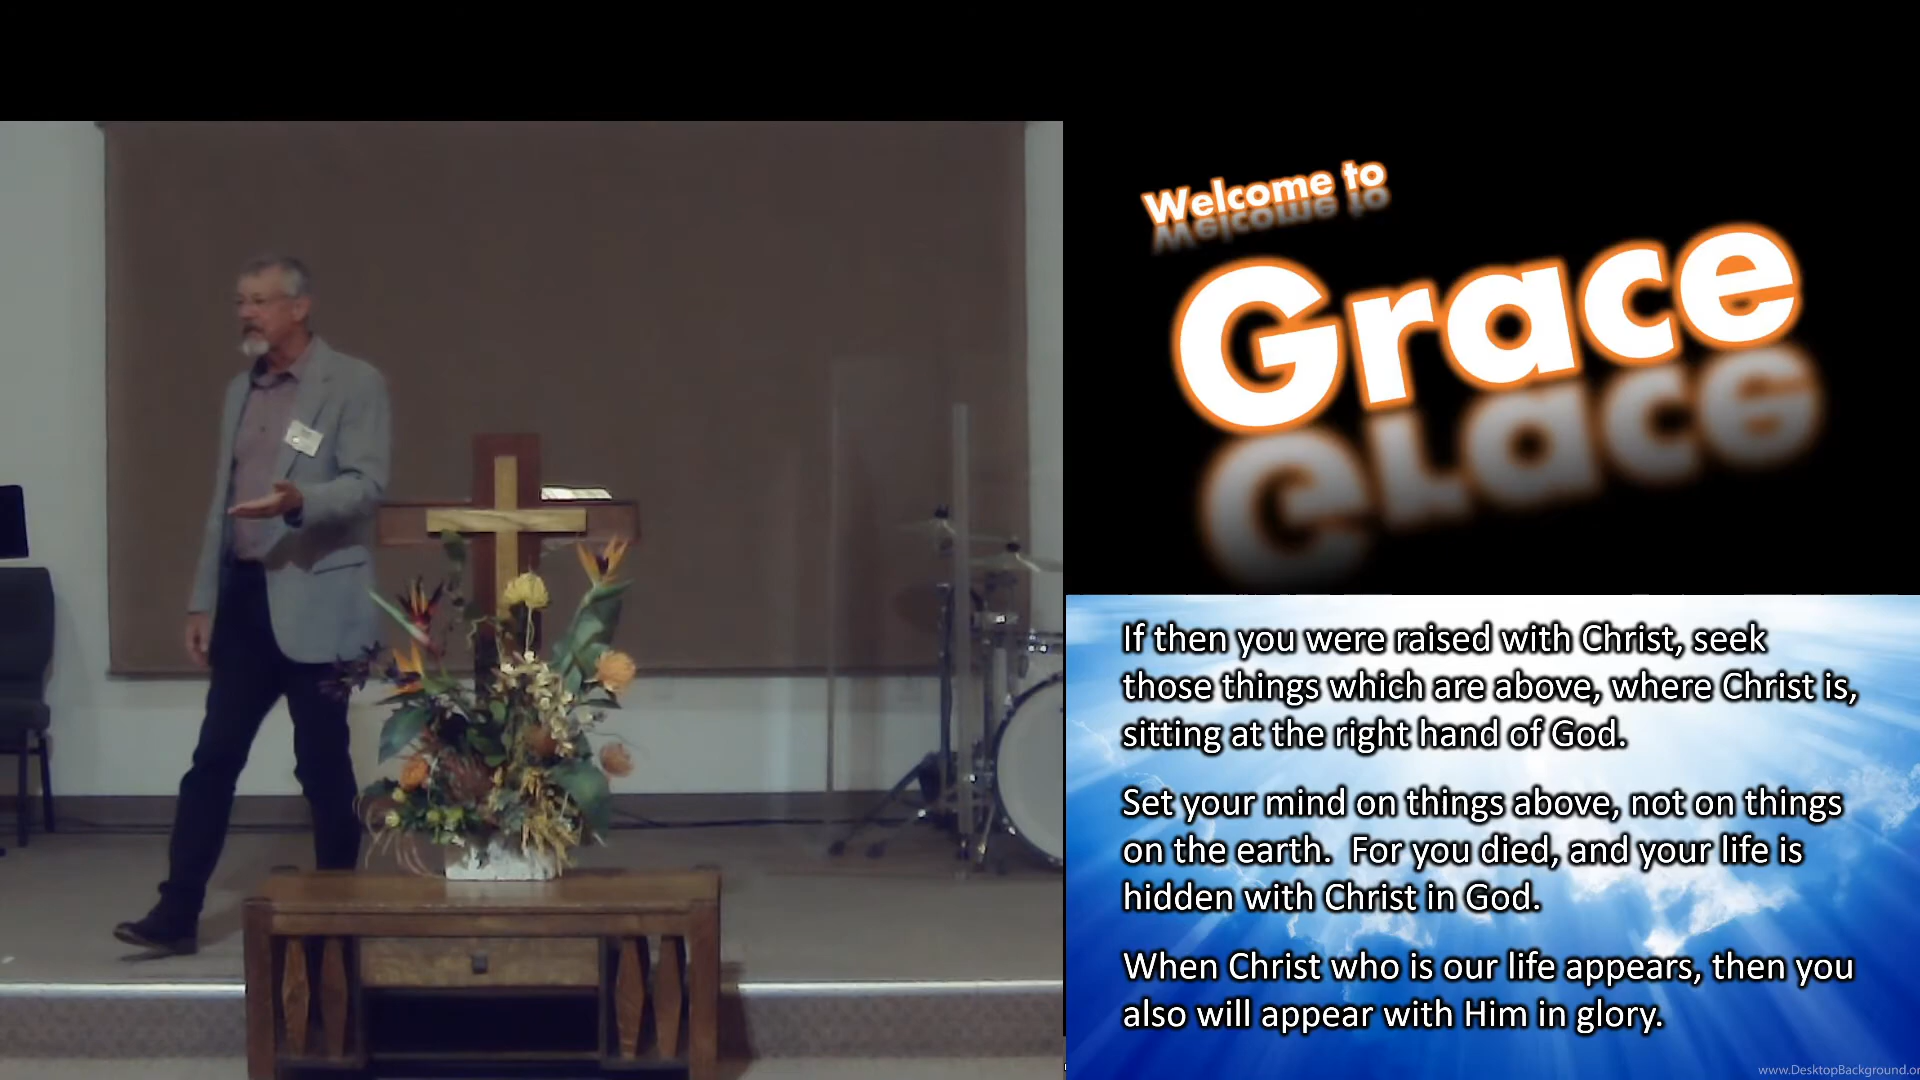 Welcome to
Grace
If then you were raised with Christ, seek
those things which are above, where Christ is,
sitting at the right hand of God.
Set your mind on things above, not on things
on the earth.  For you died, and your life is
hidden with Christ in God.
When Christ who is our life appears, then you
also will appear with Him in glory.
www.DesktopBackground.or